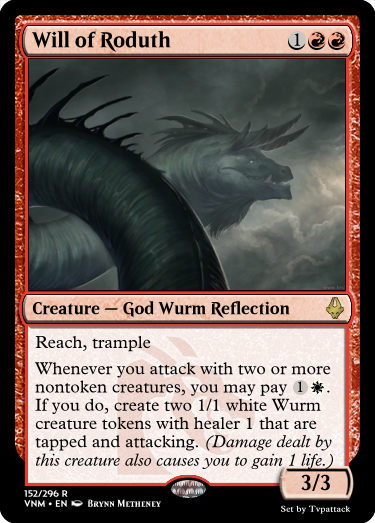 Will of Roduth 1
Creature — God Wurm Reflection
Reach, trample
Whenever you attack with two or more
nontoken creatures, you may pay 1 .
If you do, create two 1/1 white Wurm
creature tokens with healer 1 that are
tapped and attacking. (Damage dealt by
this creature also causes you to gain 1 life.)
3/3
152/296 R
VNM • EN Brynn Metheney
Set by Tvpattack